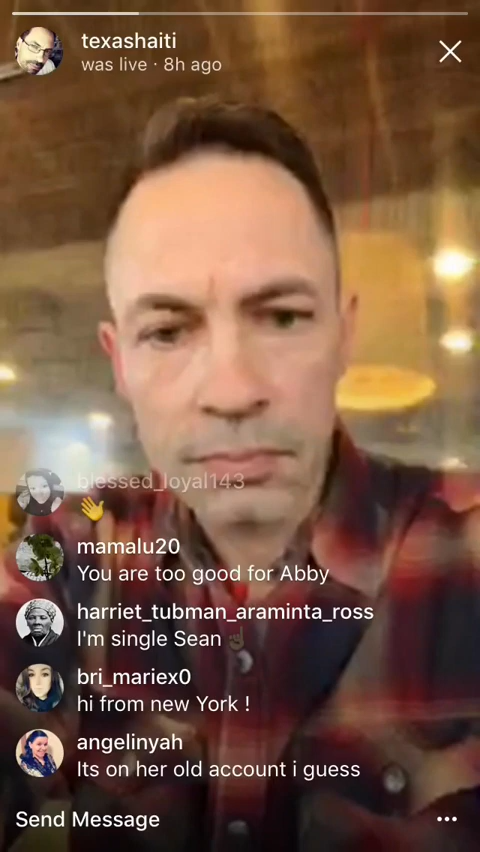 texashaiti
was live · 8h ago
blessed_loyal143
👋
mamalu20
You are too good for Abby
harriet_tubman_araminta_ross
I'm single Sean ☝🏾
bri_mariex0
hi from new York !
angelinyah
Its on her old account i guess
Send Message